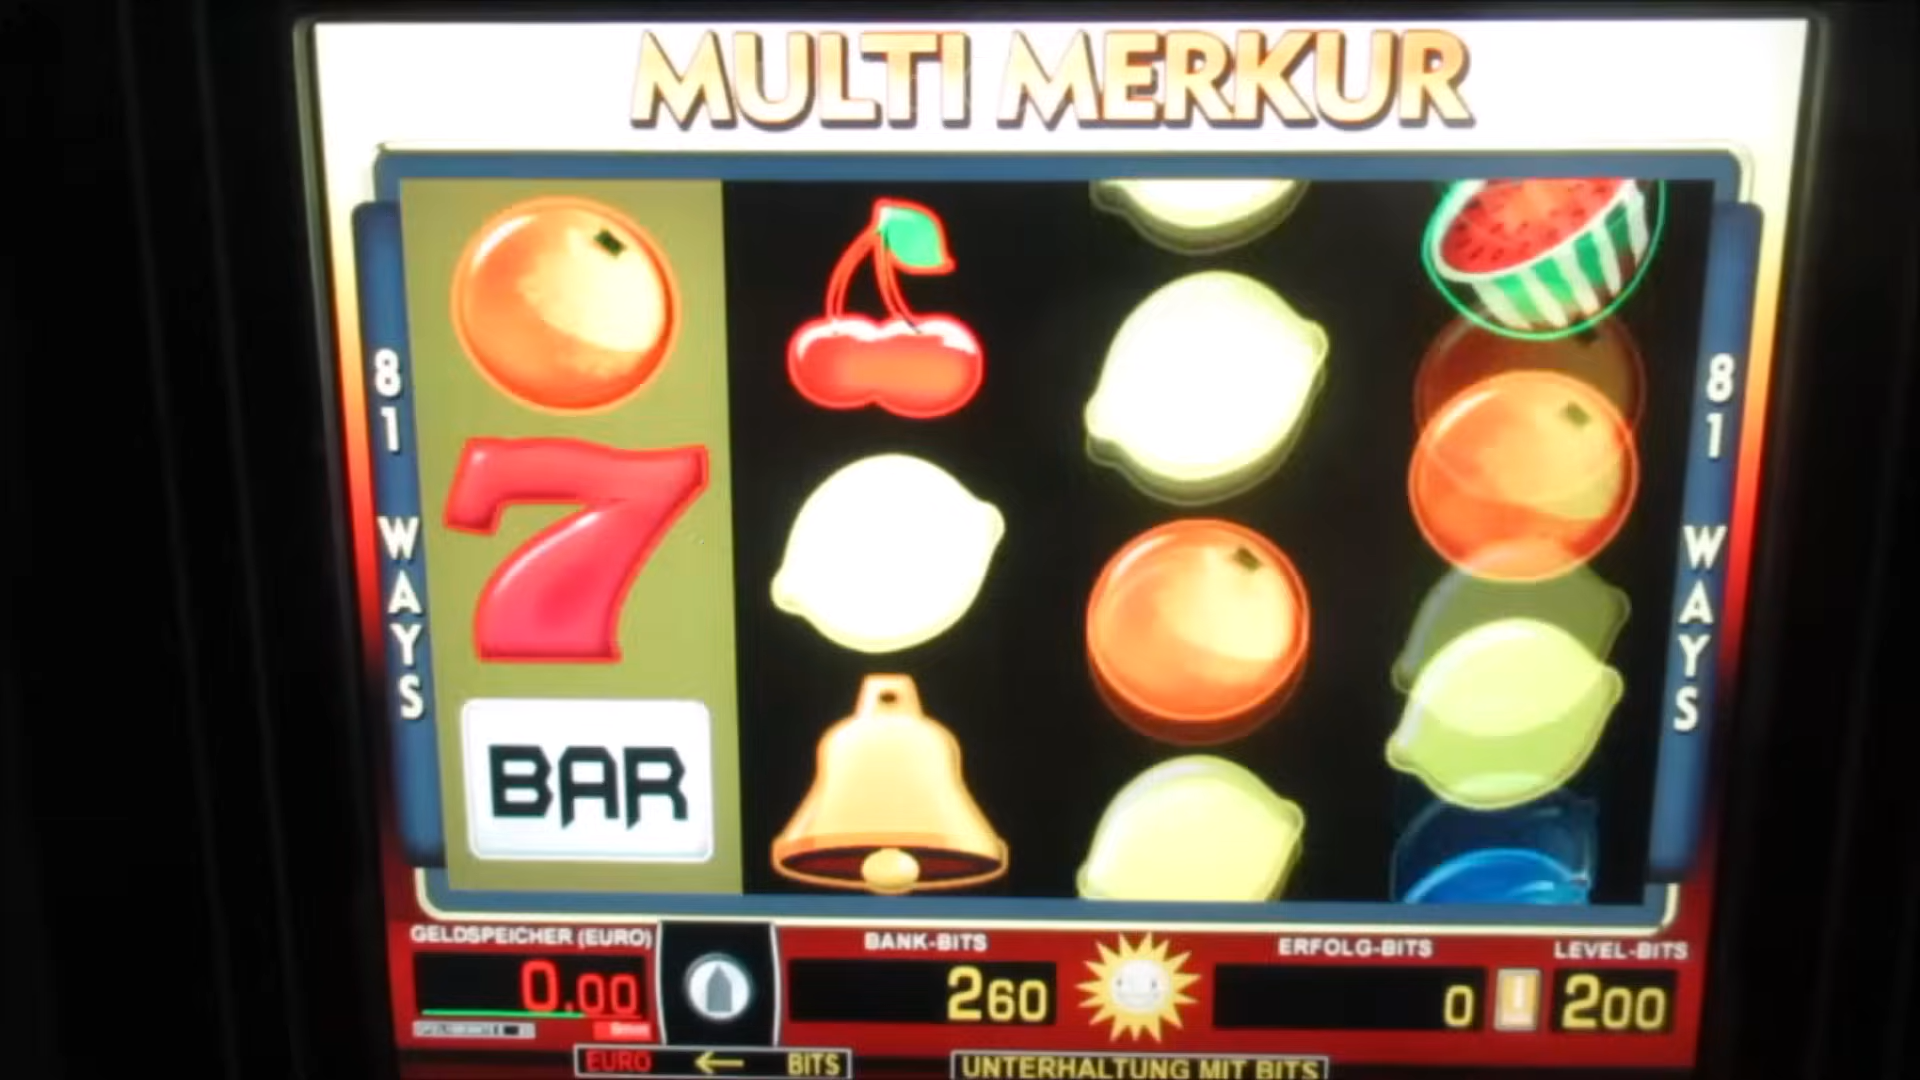 MULTI MERKUR
81 WAYS
81 WAYS
7
BAR
GELDSPEICHER (EURO)
BANK-BITS
ERFOLG-BITS
LEVEL-BITS
0.00
260
0
200
EURO ← BITS
UNTERHALTUNG MIT BITS